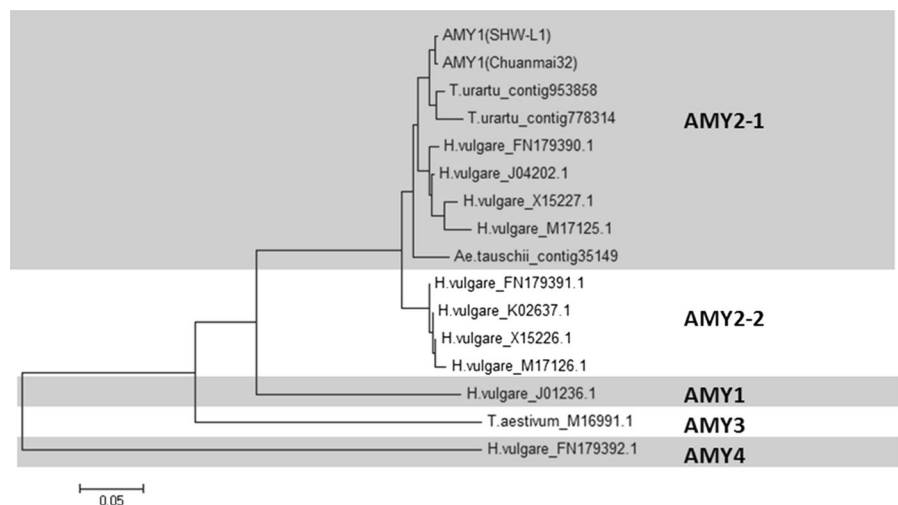 AMY1(SHW-L1)
AMY1(Chuanmai32)
T.urartu_contig953858
T.urartu_contig778314
AMY2-1
H.vulgare_FN179390.1
H.vulgare_J04202.1
H.vulgare_X15227.1
H.vulgare_M17125.1
Ae.tauschii_contig35149
H.vulgare_FN179391.1
H.vulgare_K02637.1
AMY2-2
H.vulgare_X15226.1
H.vulgare_M17126.1
H.vulgare_J01236.1 AMY1
T.aestivum_M16991.1 AMY3
H.vulgare_FN179392.1 AMY4
0.05